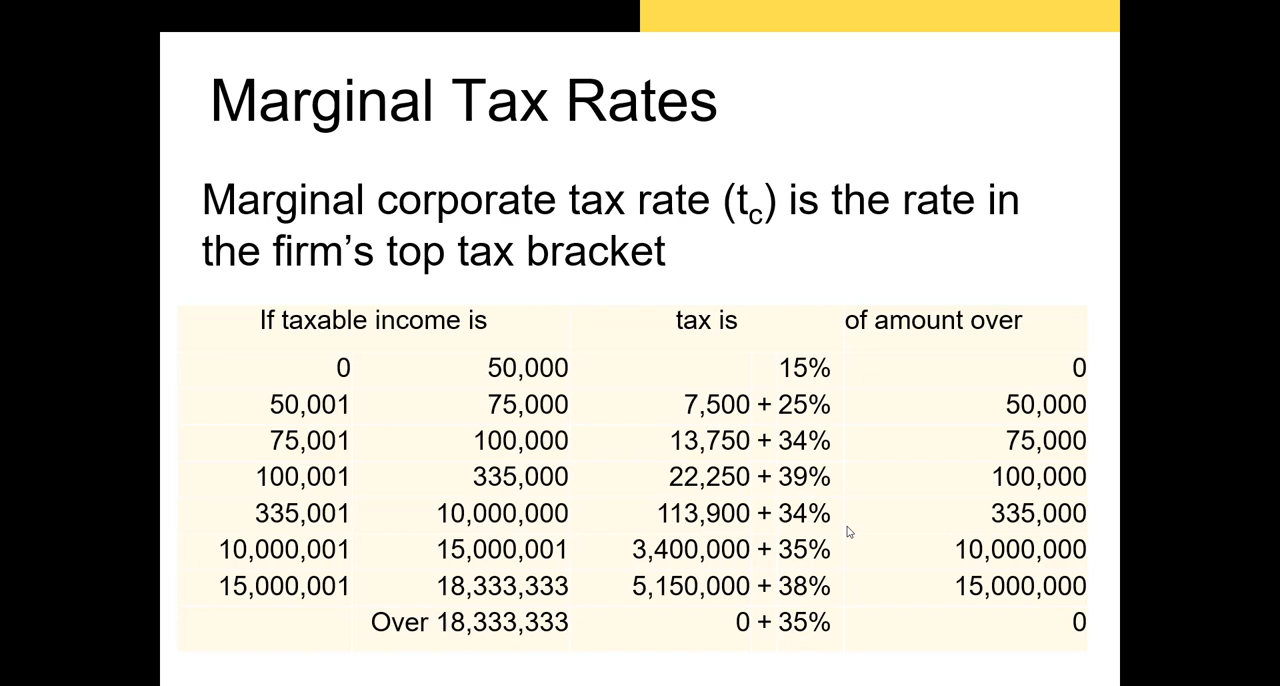 Marginal Tax Rates
Marginal corporate tax rate (tc) is the rate in
the firm’s top tax bracket
If taxable income is tax is of amount over
0 50,000 15% 0
50,001 75,000 7,500 + 25% 50,000
75,001 100,000 13,750 + 34% 75,000
100,001 335,000 22,250 + 39% 100,000
335,001 10,000,000 113,900 + 34% 335,000
10,000,001 15,000,001 3,400,000 + 35% 10,000,000
15,000,001 18,333,333 5,150,000 + 38% 15,000,000
Over 18,333,333 0 + 35% 0